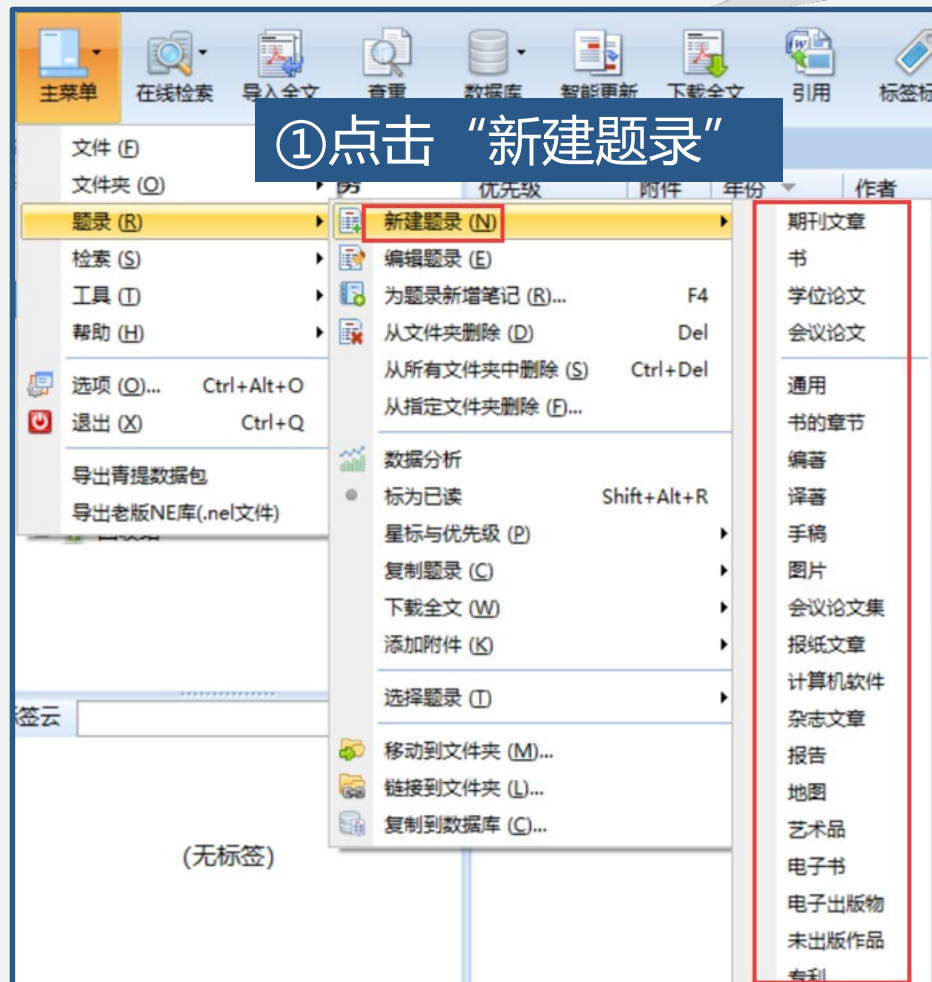 主菜单
在线检索
导入全文
查重
数据库
智能更新
下载全文
引用
标签标
①点击“新建题录”
优先级
附件
年份
作者
文件 (F)
文件夹 (O)
题录 (R)
检索 (S)
工具 (T)
帮助 (H)
选项 (O)... Ctrl+Alt+O
退出 (X) Ctrl+Q
导出青提数据包
导出老版NE库(.nel文件)
新建题录 (N)
编辑题录 (E)
为题录新增笔记 (R)... F4
从文件夹删除 (D) Del
从所有文件夹中删除 (S) Ctrl+Del
从指定文件夹删除 (F)...
数据分析
标为已读 Shift+Alt+R
星标与优先级 (P)
复制题录 (C)
下载全文 (W)
添加附件 (K)
选择题录 (T)
移动到文件夹 (M)...
链接到文件夹 (L)...
复制到数据库 (C)...
期刊文章
书
学位论文
会议论文
通用
书的章节
编著
译著
手稿
图片
会议论文集
报纸文章
计算机软件
杂志文章
报告
地图
艺术品
电子书
电子出版物
未出版作品
专利
签云
(无标签)